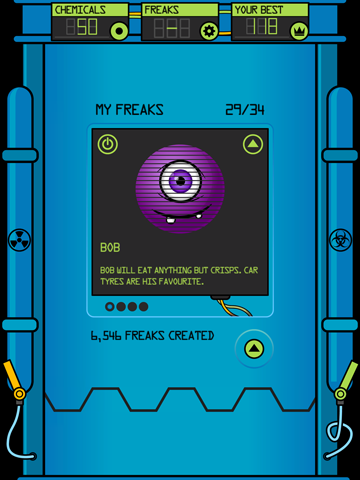 CHEMICALS FREAKS YOUR BEST
50 - 118
MY FREAKS 29/34
BOB
BOB WILL EAT ANYTHING BUT CRISPS. CAR
TYRES ARE HIS FAVOURITE.
6,546 FREAKS CREATED